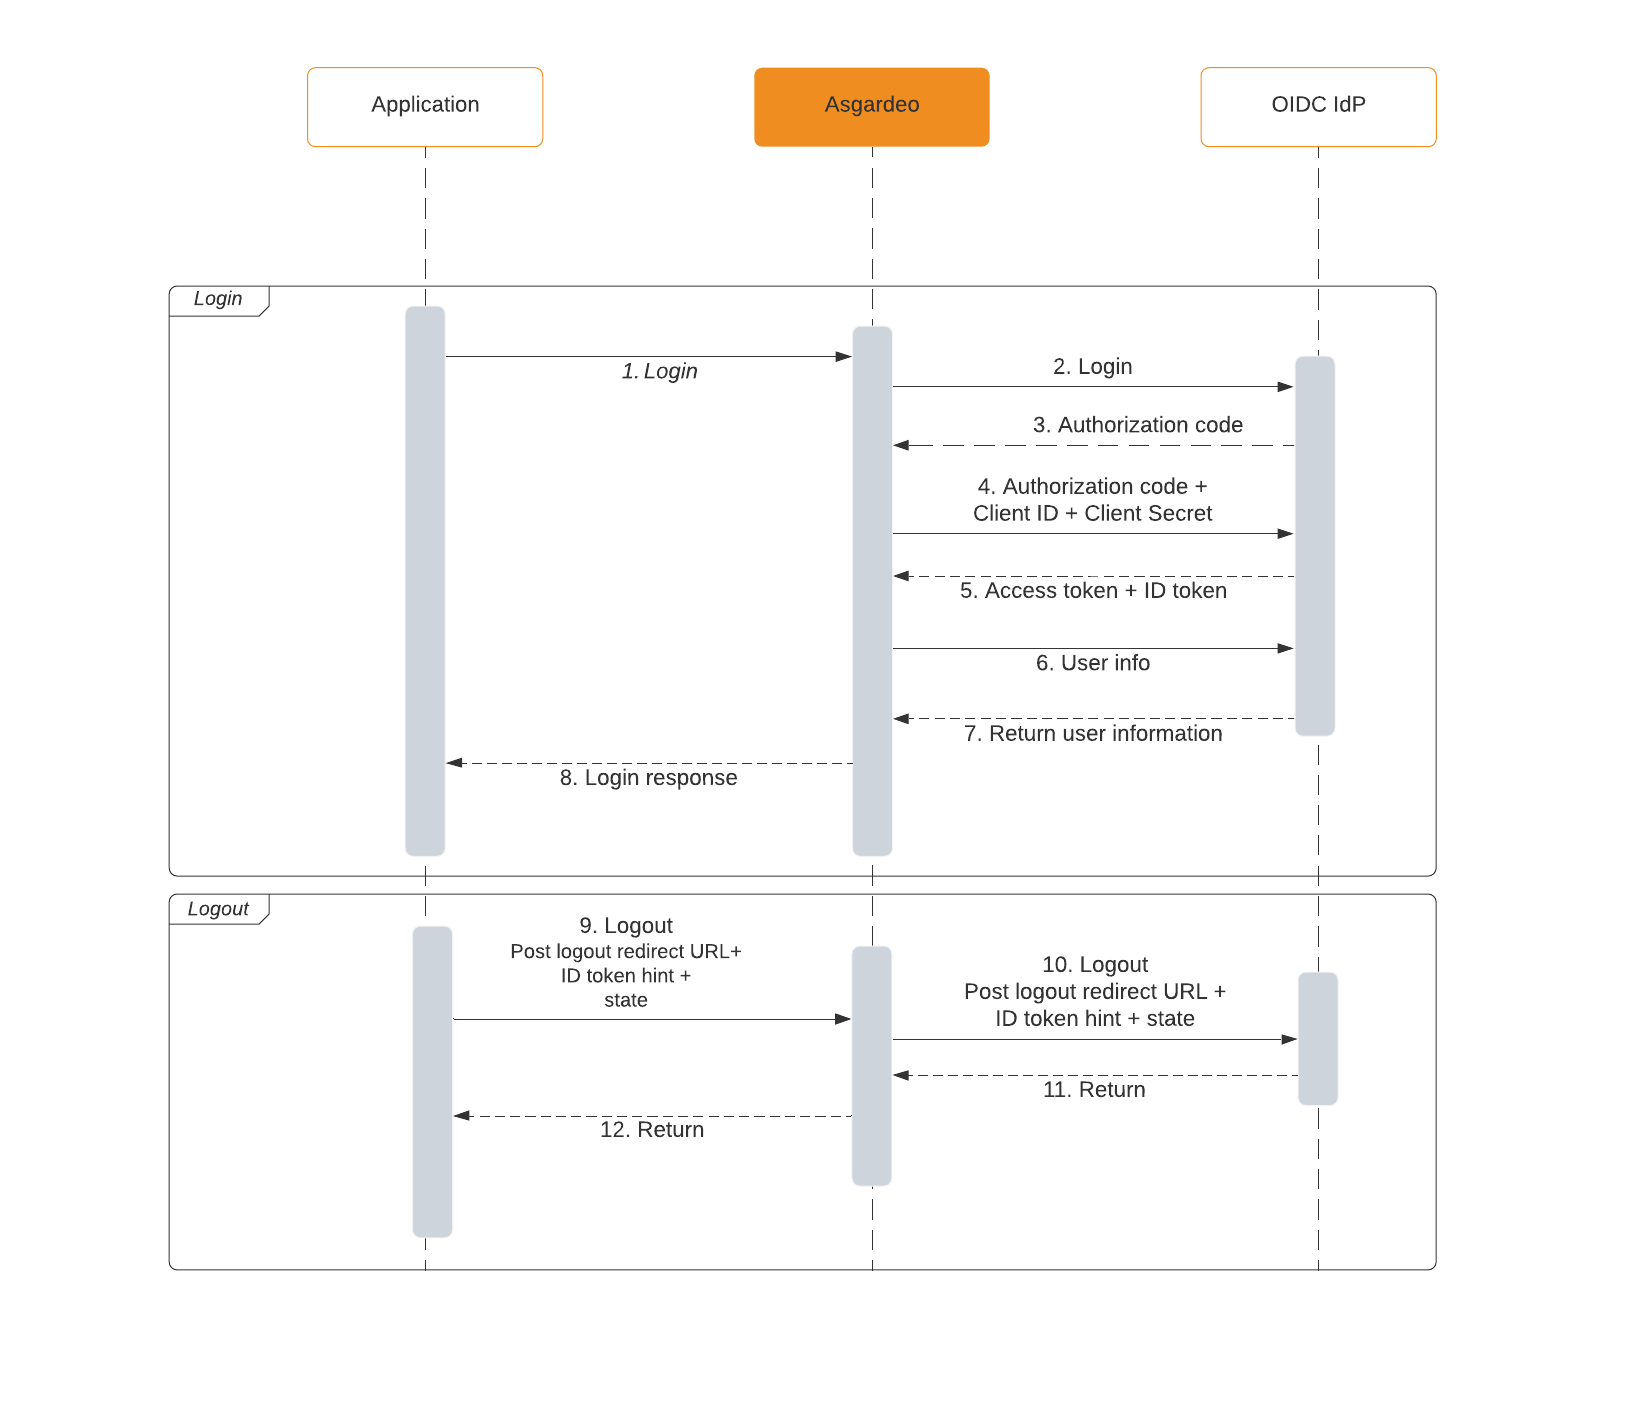 Application
Asgardeo
OIDC IdP
Login
1. Login
2. Login
3. Authorization code
4. Authorization code +
Client ID + Client Secret
5. Access token + ID token
6. User info
7. Return user information
8. Login response
Logout
9. Logout
Post logout redirect URL+
ID token hint +
state
10. Logout
Post logout redirect URL +
ID token hint + state
11. Return
12. Return